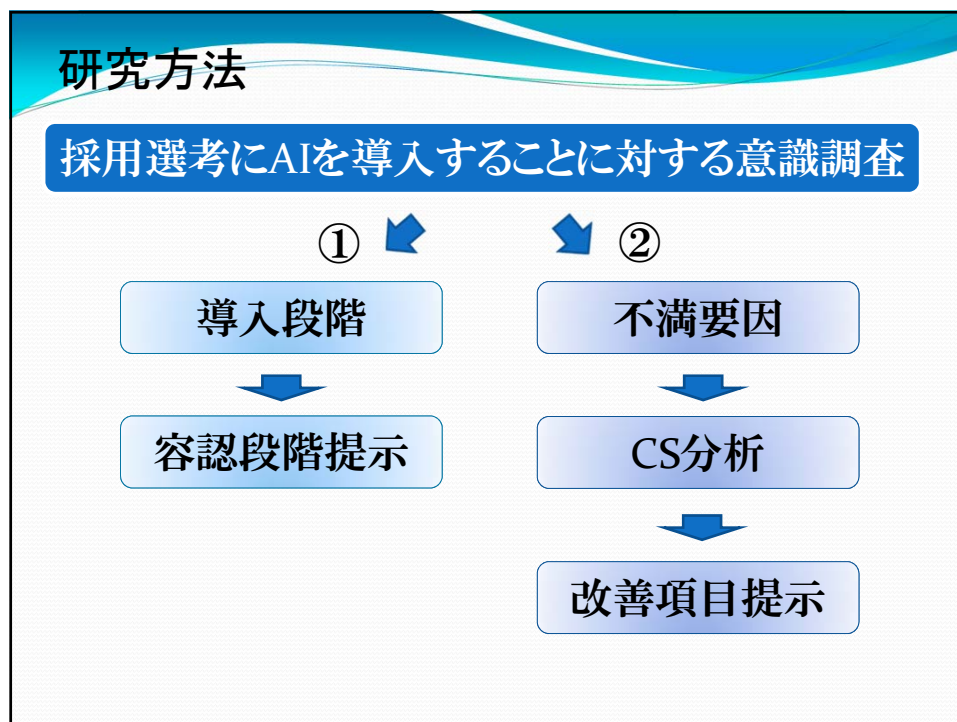 研究方法
採用選考にAIを導入することに対する意識調査
① ②
導入段階 不満要因
容認段階提示 CS分析
改善項目提示